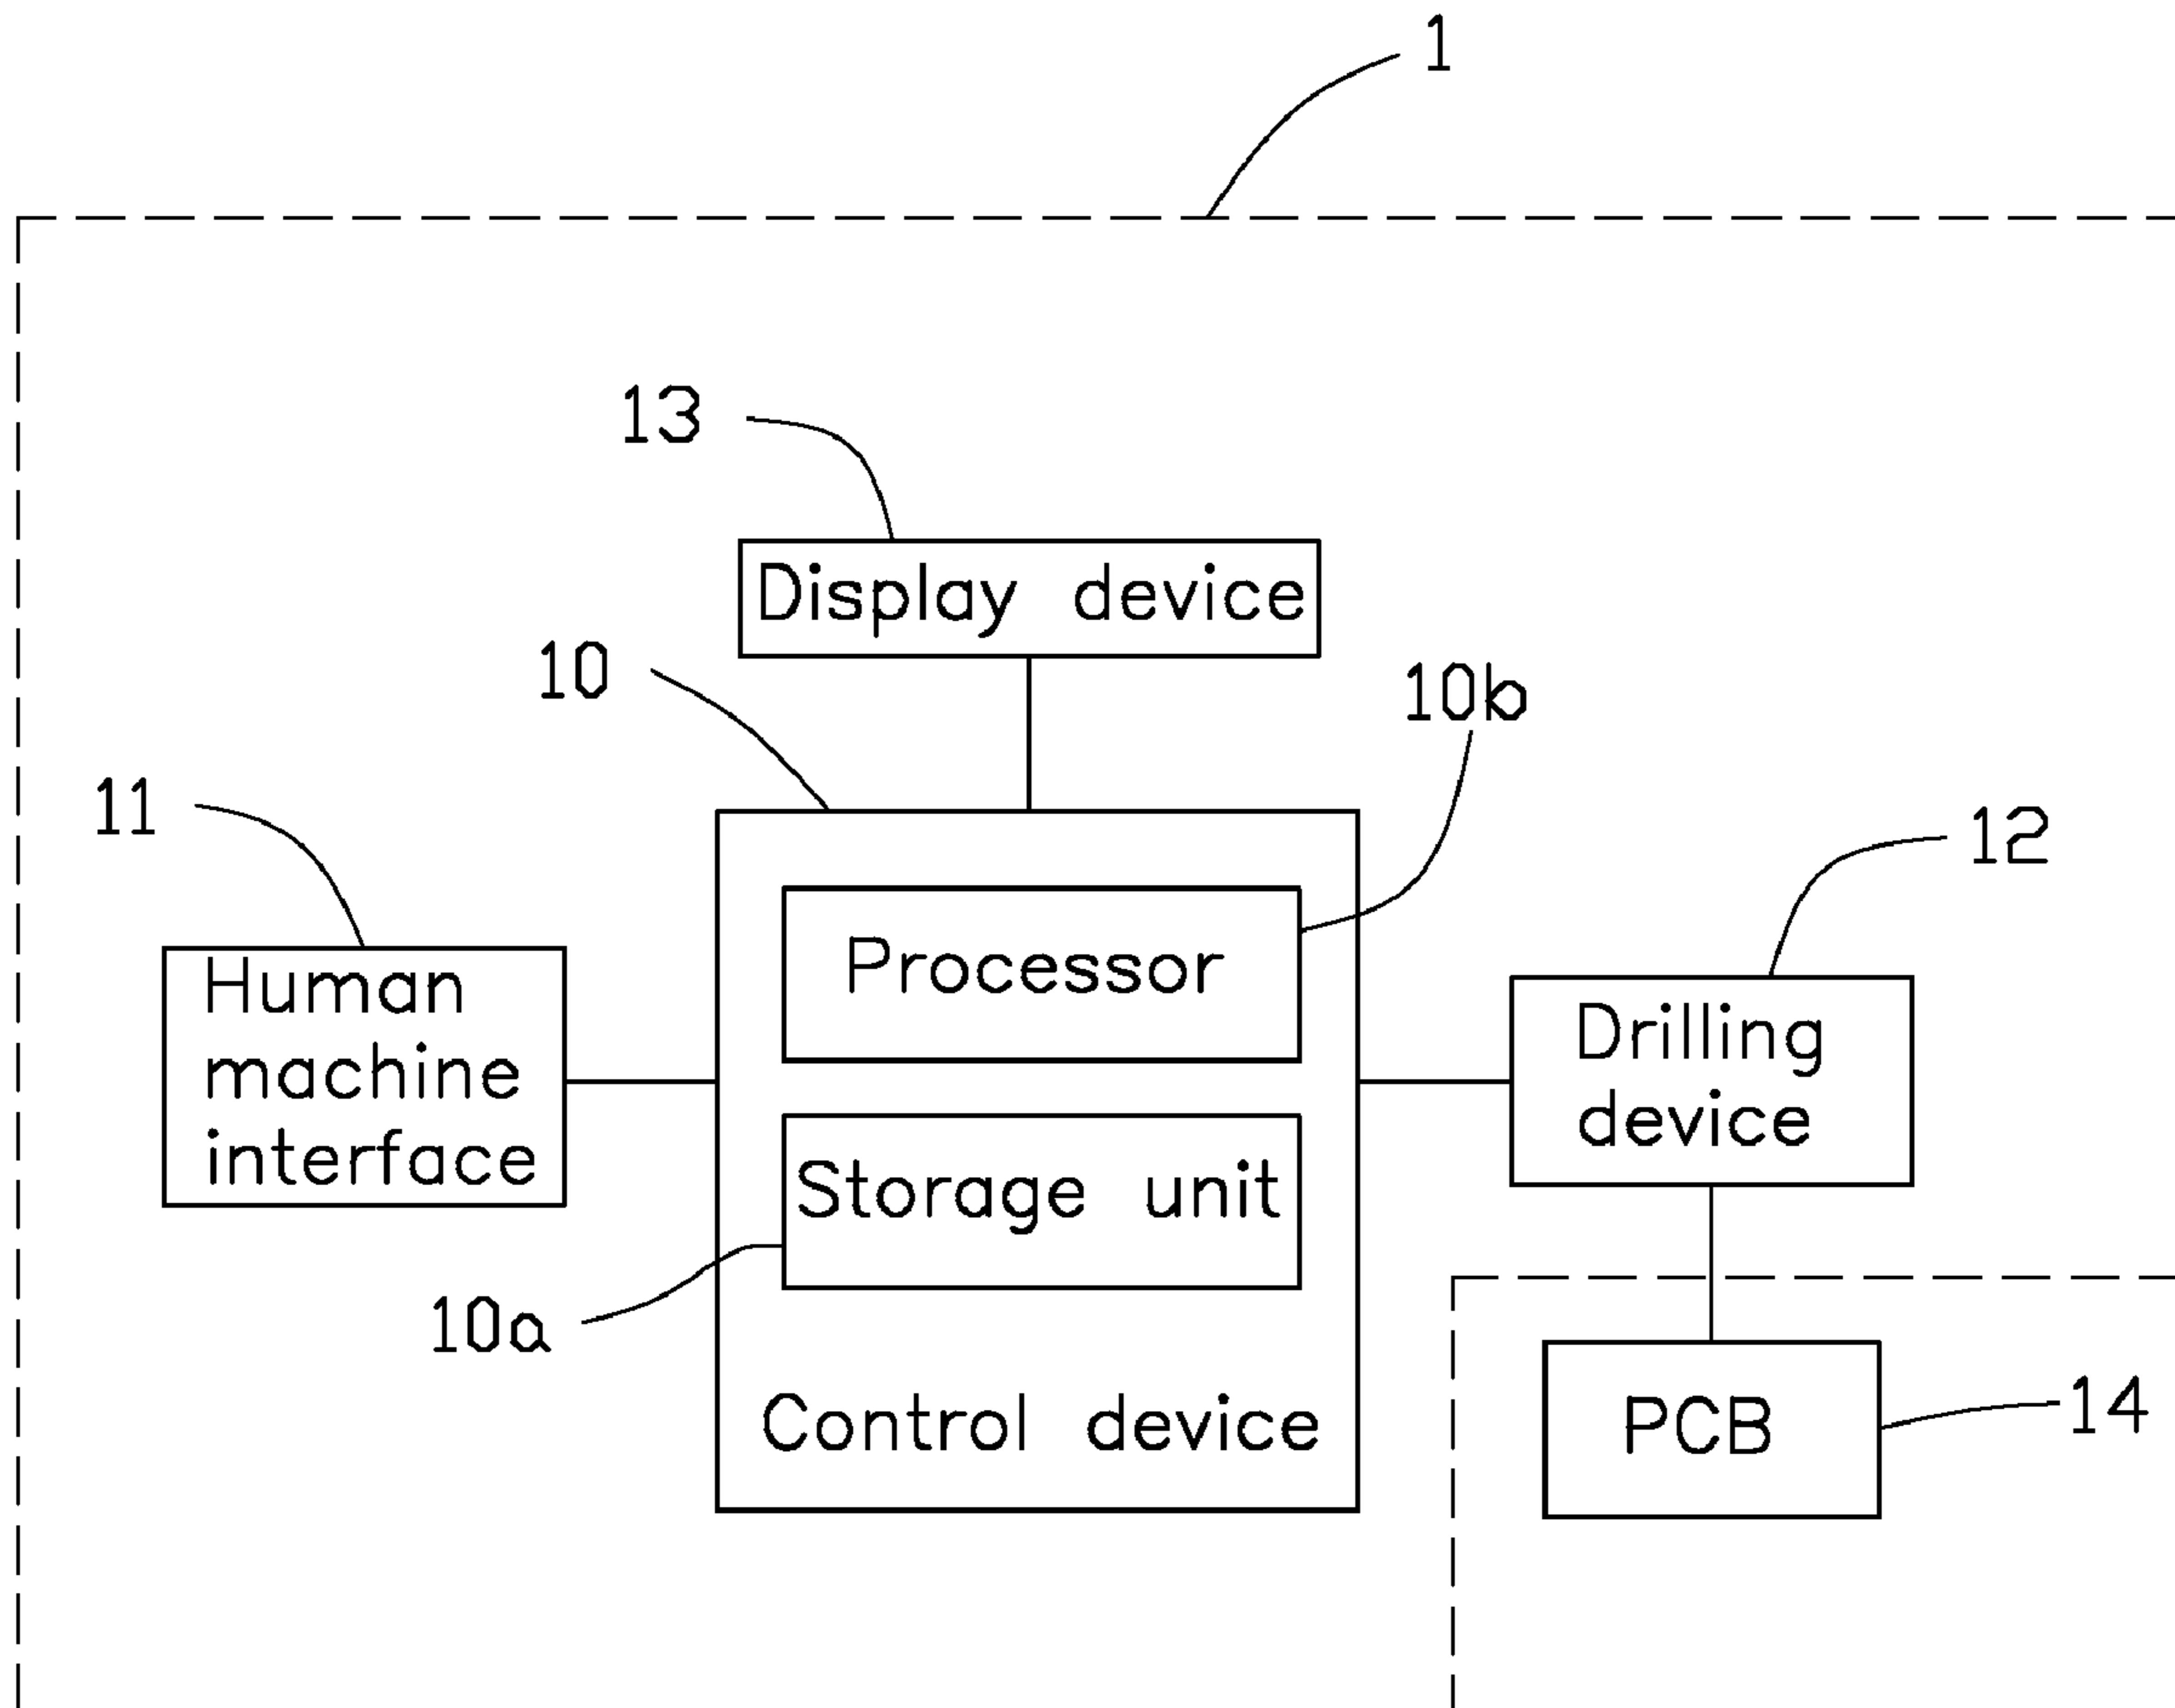 1
13
Display device
10
10b
11
12
Processor
Human
machine
interface
Drilling
device
Storage unit
10a
Control device
PCB
14